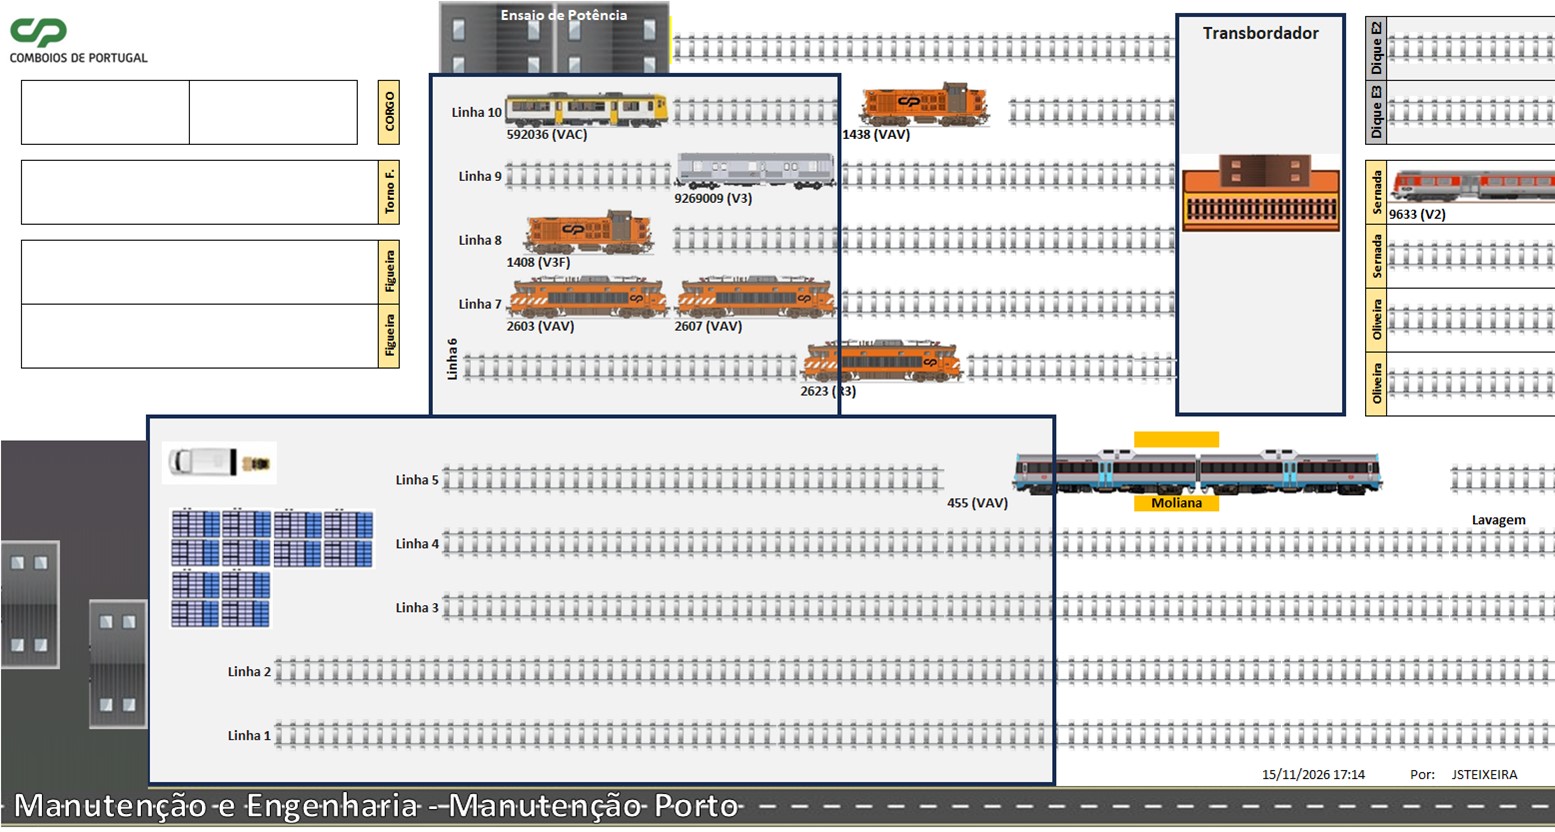 CP
COMBOIOS DE PORTUGAL
Ensaio de Potência
Transbordador
Dique E2
Dique E3
CORGO
Torno F.
Figueira
Figueira
Linha 10
592036 (VAC)
1438 (VAV)
Linha 9
9269009 (V3)
Linha 8
1408 (V3F)
Linha 7
2603 (VAV)
2607 (VAV)
Linha 6
2623 (R3)
Sernada
9633 (V2)
Sernada
Oliveira
Oliveira
Linha 5
455 (VAV)
Moliana
Lavagem
Linha 4
Linha 3
Linha 2
Linha 1
15/11/2026 17:14
Por: JSTEIXEIRA
Manutenção e Engenharia - Manutenção Porto